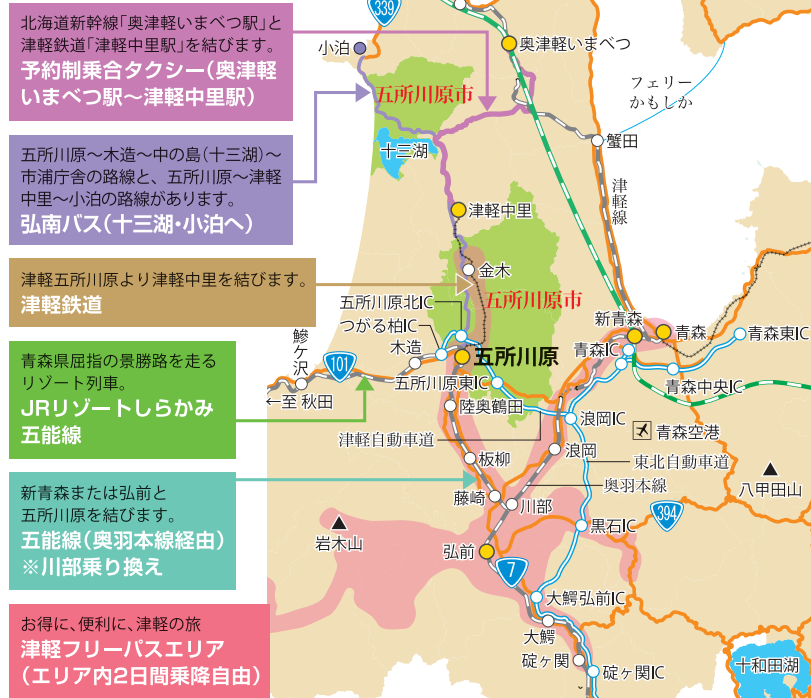 北海道新幹線「奥津軽いまべつ駅」と
津軽鉄道「津軽中里駅」を結びます。
予約制乗合タクシー(奥津軽
いまべつ駅〜津軽中里駅)
五所川原〜木造〜中の島(十三湖)〜
市浦庁舎の路線と、五所川原〜津軽
中里〜小泊の路線があります。
弘南バス(十三湖・小泊へ)
津軽五所川原より津軽中里を結びます。
津軽鉄道
青森県屈指の景勝路を走る
リゾート列車。
JRリゾートしらかみ
五能線
新青森または弘前と
五所川原を結びます。
五能線(奥羽本線経由)
※川部乗り換え
お得に、便利に、津軽の旅
津軽フリーパスエリア
(エリア内2日間乗降自由)
339
小泊
奥津軽いまべつ
五所川原市
フェリー
かもしか
十三湖
蟹田
津軽線
津軽中里
金木
五所川原市
五所川原北IC
つがる柏IC
新青森
青森
青森東IC
鰺ケ沢
101
木造
五所川原
青森IC
五所川原東IC
青森中央IC
←至 秋田
陸奥鶴田
浪岡IC
青森空港
津軽自動車道
浪岡
東北自動車道
板柳
奥羽本線
八甲田山
藤崎
川部
394
黒石IC
岩木山
弘前
7
大鰐弘前IC
大鰐
碇ヶ関
碇ヶ関IC
十和田湖